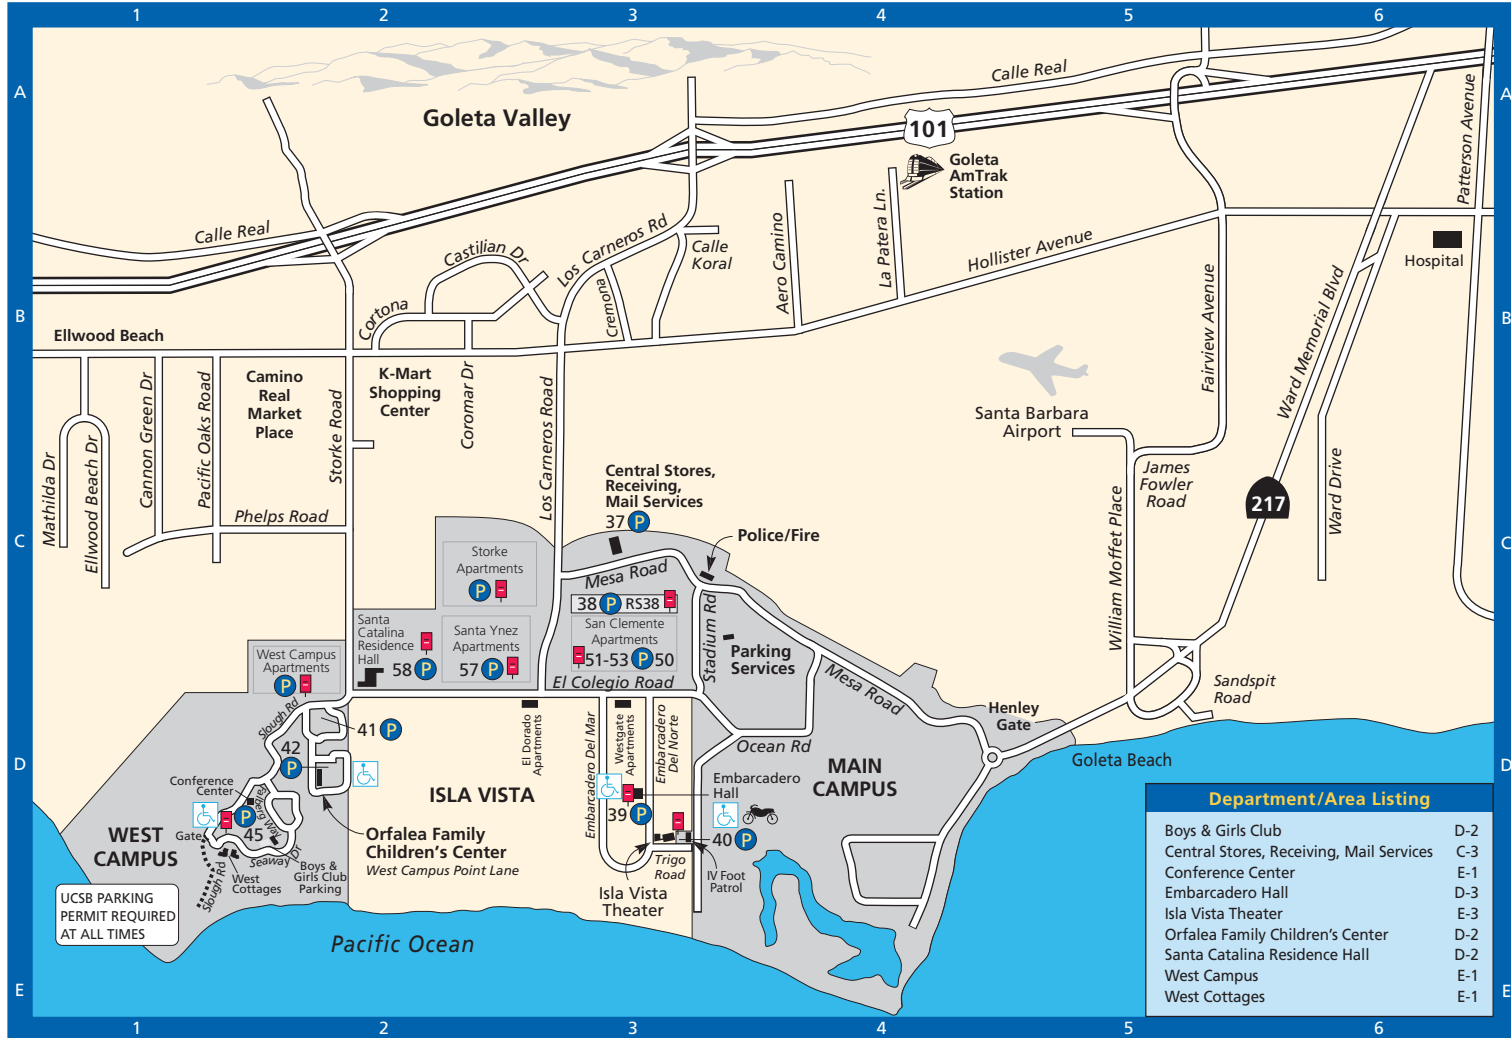 1 2 3 4 5 6
A
A
Calle Real
Goleta Valley
101
Goleta
AmTrak
Station
Patterson Avenue
Calle Real
Castilian Dr
Los Carneros Rd
Calle
Koral
Aero Camino
La Patera Ln.
Hollister Avenue
Hospital
B
B
Cortona
Cremona
Fairview Avenue
Ward Memorial Blvd
Ellwood Beach
Camino
Real
Market
Place
K-Mart
Shopping
Center
Mathilda Dr
Ellwood Beach Dr
Cannon Green Dr
Pacific Oaks Road
Storke Road
Coromar Dr
Los Carneros Road
Santa Barbara
Airport
James
Fowler
Road
William Moffet Place
217
Ward Drive
Phelps Road
C
C
Central Stores,
Receiving,
Mail Services
37 P
Police/Fire
Mesa Road
Storke
Apartments
P
38 P RS38
Santa
Catalina
Residence
Hall
58 P
Santa Ynez
Apartments
57 P
San Clemente
Apartments
51-53 P 50
Stadium Rd
Parking
Services
West Campus
Apartments
P
El Colegio Road
Mesa Road
Sandspit
Road
Henley
Gate
Slough Rd
41 P
42
P
El Dorado
Apartments
Embarcadero Del Mar
Westgate
Apartments
Embarcadero
Del Norte
Ocean Rd
MAIN
CAMPUS
Goleta Beach
D
D
Conference
Center
Falberg Way
P
45
Gate
WEST
CAMPUS
ISLA VISTA
Embarcadero
Hall
39 P
40 P
Orfalea Family
Children's Center
West Campus Point Lane
Seaway Dr
Boys &
Girls Club
Parking
West
Cottages
Slough Rd
Trigo
Road
IV Foot
Patrol
Isla Vista
Theater
UCSB PARKING
PERMIT REQUIRED
AT ALL TIMES
Pacific Ocean
Department/Area Listing
Boys & Girls Club D-2
Central Stores, Receiving, Mail Services C-3
Conference Center E-1
Embarcadero Hall D-3
Isla Vista Theater E-3
Orfalea Family Children's Center D-2
Santa Catalina Residence Hall D-2
West Campus E-1
West Cottages E-1
E
E
1 2 3 4 5 6